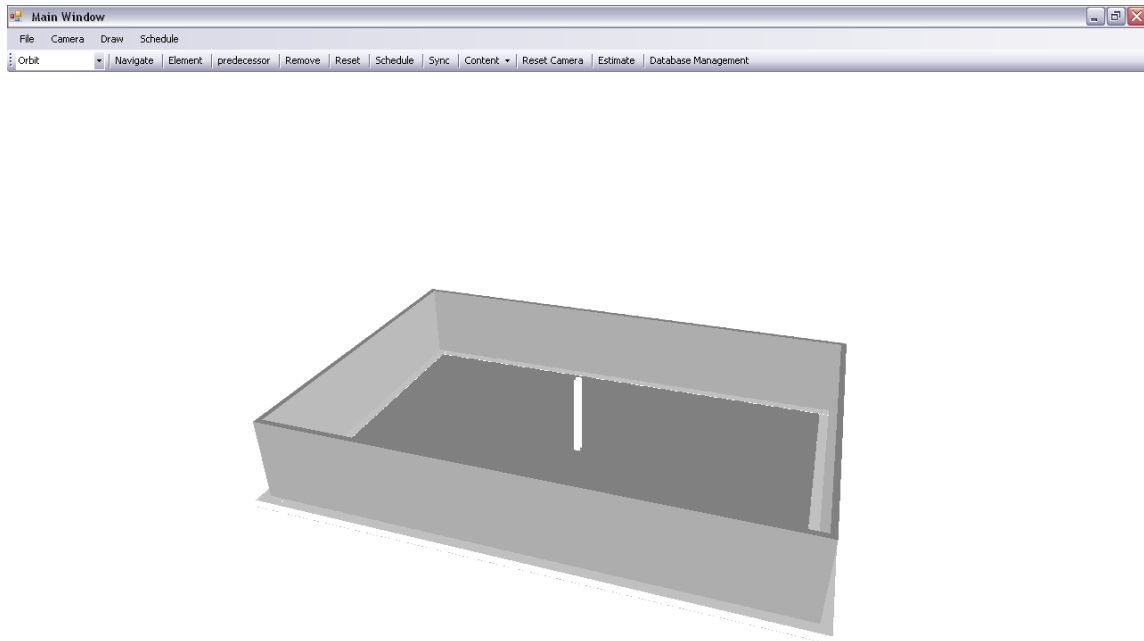 Main Window
File Camera Draw Schedule
Orbit Navigate Element predecessor Remove Reset Schedule Sync Content Reset Camera Estimate Database Management